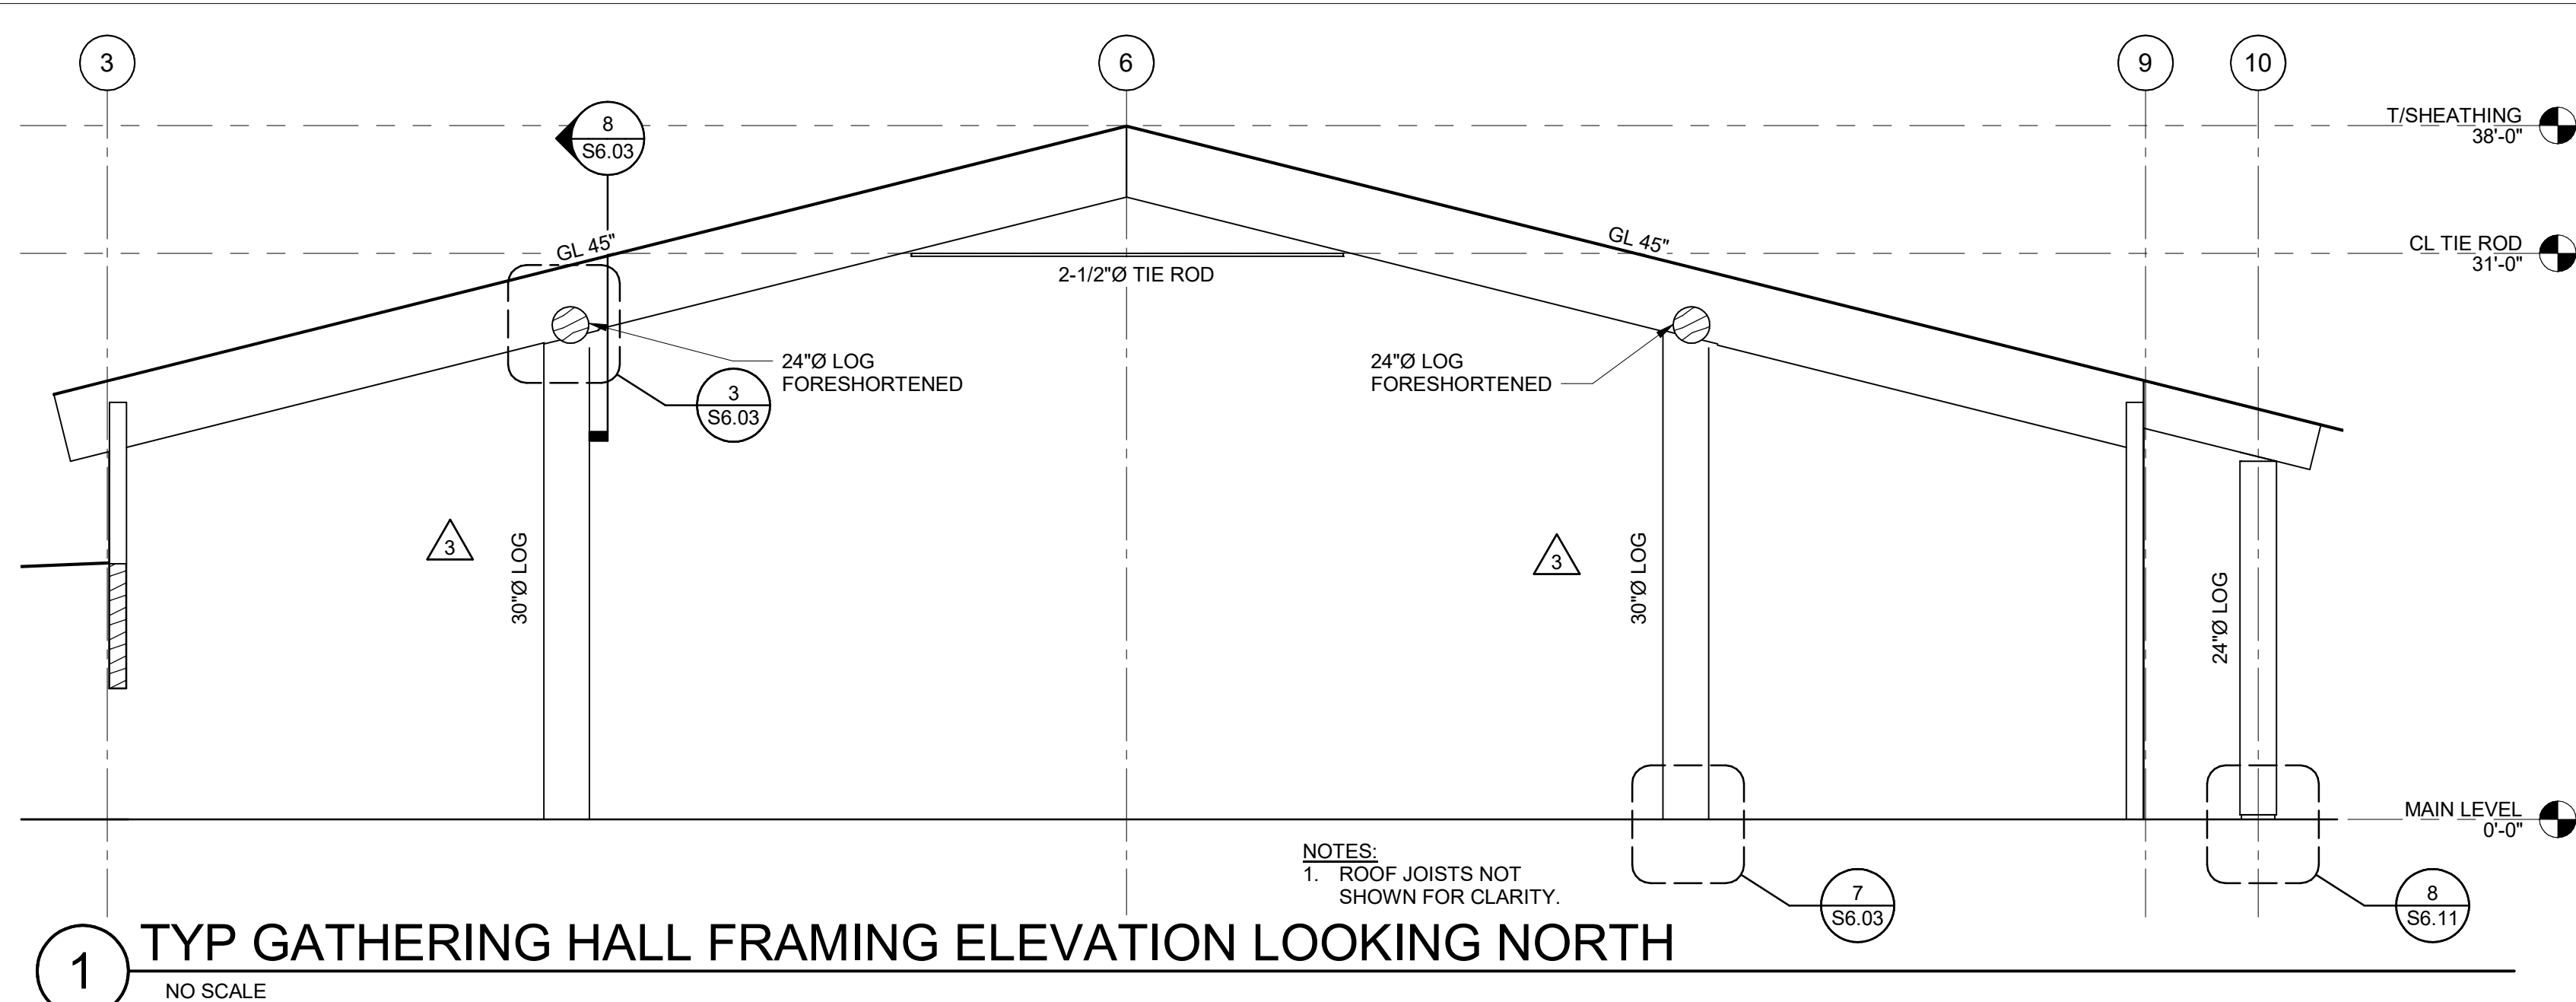 3
6
9
10
8
S6.03
T/SHEATHING
38'-0"
GL 45"
GL 45"
CL TIE ROD
31'-0"
2-1/2"Ø TIE ROD
24"Ø LOG
FORESHORTENED
24"Ø LOG
FORESHORTENED
3
S6.03
3
30"Ø LOG
3
30"Ø LOG
24"Ø LOG
MAIN LEVEL
0'-0"
NOTES:
1. ROOF JOISTS NOT
SHOWN FOR CLARITY.
7
S6.03
8
S6.11
1
TYP GATHERING HALL FRAMING ELEVATION LOOKING NORTH
NO SCALE